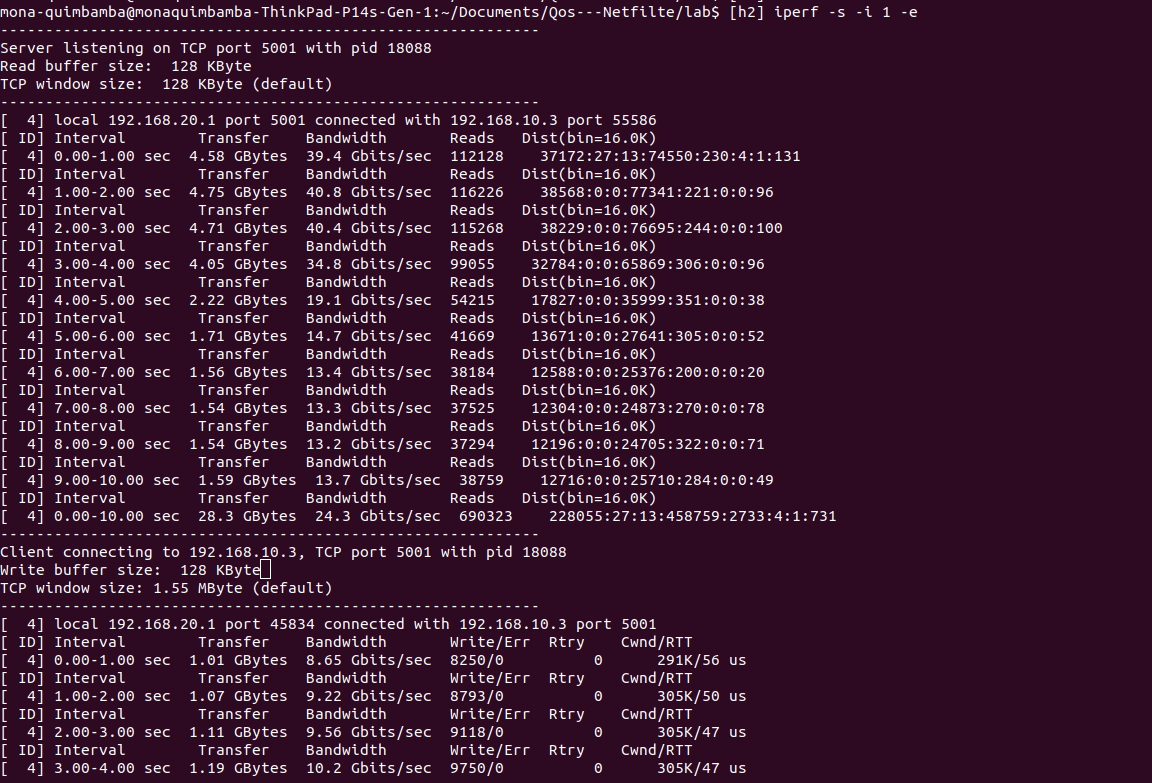 mona-quimbamba@monaquimbamba-ThinkPad-P14s-Gen-1:~/Documents/Qos---Netfilte/lab$ [h2] iperf -s -i 1 -e
------------------------------------------------------------
Server listening on TCP port 5001 with pid 18088
Read buffer size:  128 KByte
TCP window size:  128 KByte (default)
------------------------------------------------------------
[  4] local 192.168.20.1 port 5001 connected with 192.168.10.3 port 55586
[ ID] Interval        Transfer    Bandwidth       Reads   Dist(bin=16.0K)
[  4] 0.00-1.00 sec  4.58 GBytes  39.4 Gbits/sec  112128    37172:27:13:74550:230:4:1:131
[ ID] Interval        Transfer    Bandwidth       Reads   Dist(bin=16.0K)
[  4] 1.00-2.00 sec  4.75 GBytes  40.8 Gbits/sec  116226    38568:0:0:77341:221:0:0:96
[ ID] Interval        Transfer    Bandwidth       Reads   Dist(bin=16.0K)
[  4] 2.00-3.00 sec  4.71 GBytes  40.4 Gbits/sec  115268    38229:0:0:76695:244:0:0:100
[ ID] Interval        Transfer    Bandwidth       Reads   Dist(bin=16.0K)
[  4] 3.00-4.00 sec  4.05 GBytes  34.8 Gbits/sec  99055    32784:0:0:65869:306:0:0:96
[ ID] Interval        Transfer    Bandwidth       Reads   Dist(bin=16.0K)
[  4] 4.00-5.00 sec  2.22 GBytes  19.1 Gbits/sec  54215    17827:0:0:35999:351:0:0:38
[ ID] Interval        Transfer    Bandwidth       Reads   Dist(bin=16.0K)
[  4] 5.00-6.00 sec  1.71 GBytes  14.7 Gbits/sec  41669    13671:0:0:27641:305:0:0:52
[ ID] Interval        Transfer    Bandwidth       Reads   Dist(bin=16.0K)
[  4] 6.00-7.00 sec  1.56 GBytes  13.4 Gbits/sec  38184    12588:0:0:25376:200:0:0:20
[ ID] Interval        Transfer    Bandwidth       Reads   Dist(bin=16.0K)
[  4] 7.00-8.00 sec  1.54 GBytes  13.3 Gbits/sec  37525    12304:0:0:24873:270:0:0:78
[ ID] Interval        Transfer    Bandwidth       Reads   Dist(bin=16.0K)
[  4] 8.00-9.00 sec  1.54 GBytes  13.2 Gbits/sec  37294    12196:0:0:24705:322:0:0:71
[ ID] Interval        Transfer    Bandwidth       Reads   Dist(bin=16.0K)
[  4] 9.00-10.00 sec  1.59 GBytes  13.7 Gbits/sec  38759    12716:0:0:25710:284:0:0:49
[ ID] Interval        Transfer    Bandwidth       Reads   Dist(bin=16.0K)
[  4] 0.00-10.00 sec  28.3 GBytes  24.3 Gbits/sec  690323    228055:27:13:458759:2733:4:1:731
------------------------------------------------------------
Client connecting to 192.168.10.3, TCP port 5001 with pid 18088
Write buffer size:  128 KByte
TCP window size: 1.55 MByte (default)
------------------------------------------------------------
[  4] local 192.168.20.1 port 45834 connected with 192.168.10.3 port 5001
[ ID] Interval        Transfer    Bandwidth       Write/Err  Rtry    Cwnd/RTT
[  4] 0.00-1.00 sec  1.01 GBytes  8.65 Gbits/sec  8250/0          0      291K/56 us
[ ID] Interval        Transfer    Bandwidth       Write/Err  Rtry    Cwnd/RTT
[  4] 1.00-2.00 sec  1.07 GBytes  9.22 Gbits/sec  8793/0          0      305K/50 us
[ ID] Interval        Transfer    Bandwidth       Write/Err  Rtry    Cwnd/RTT
[  4] 2.00-3.00 sec  1.11 GBytes  9.56 Gbits/sec  9118/0          0      305K/47 us
[ ID] Interval        Transfer    Bandwidth       Write/Err  Rtry    Cwnd/RTT
[  4] 3.00-4.00 sec  1.19 GBytes  10.2 Gbits/sec  9750/0          0      305K/47 us